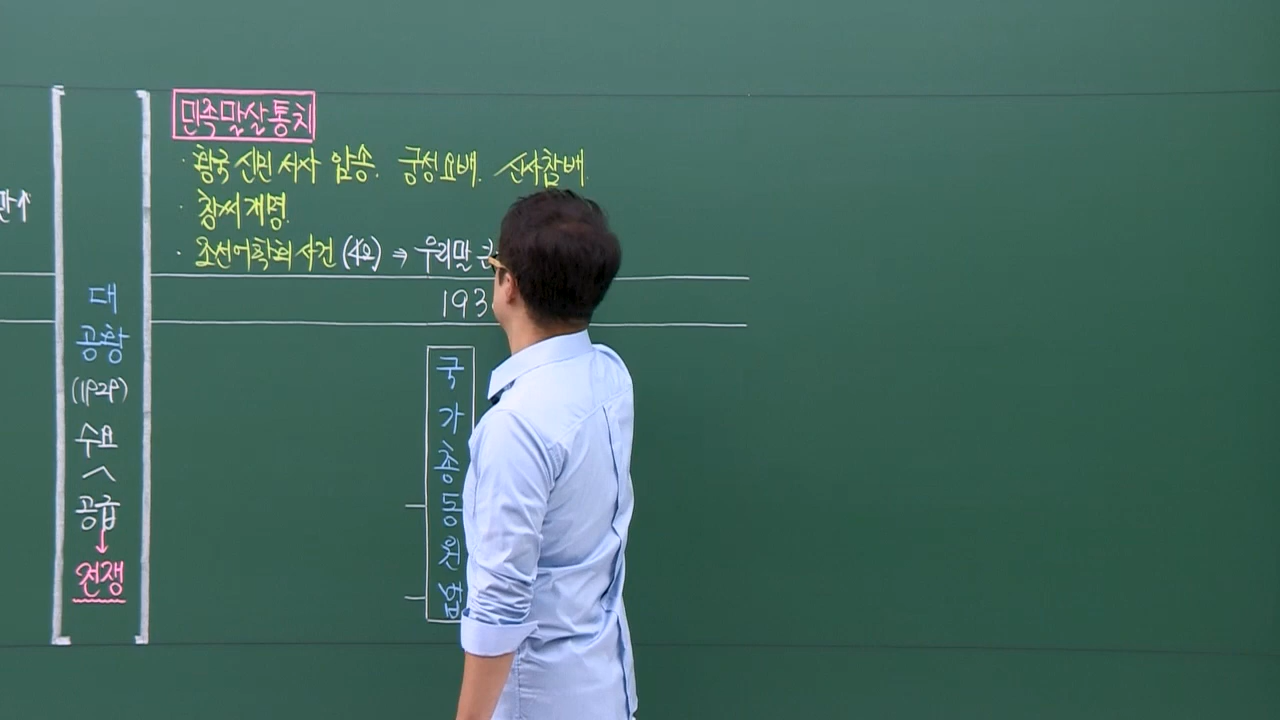 만↑
대
공황
(1929)
수요
<
공급
↓
전쟁
민족말살통치
· 황국 신민 서사 암송. 궁성요배. 신사참배.
· 창씨개명.
· 조선어학회 사건 (42) ⇒ 우리말
193
국
가
총
동
원
법